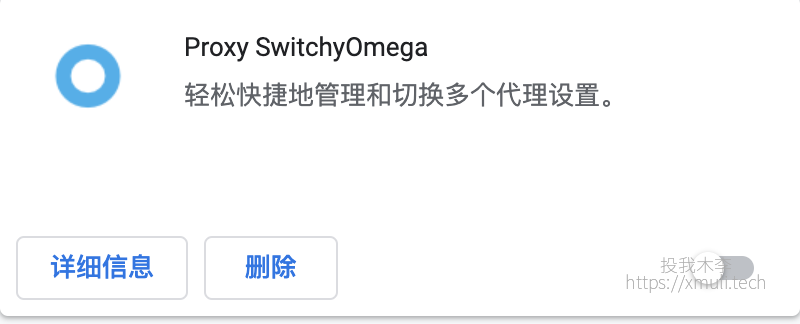 Proxy SwitchyOmega
轻松快捷地管理和切换多个代理设置。
详细信息
删除
投我木李
https://xmuli.tech